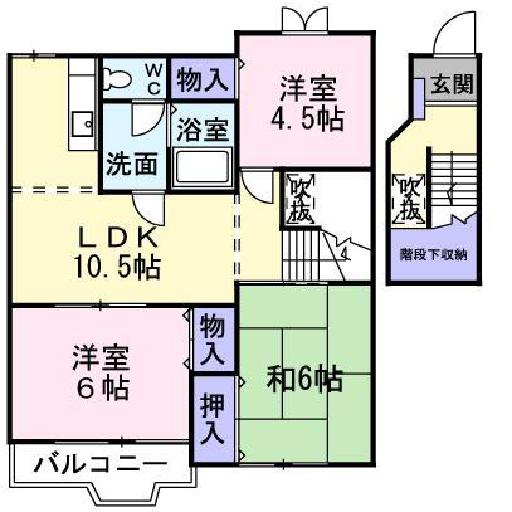 WC
物入
洋室
4.5帖
玄関
浴室
洗面
吹抜
吹抜
LDK
10.5帖
階段下収納
洋室
6帖
物入
和6帖
押入
バルコニー